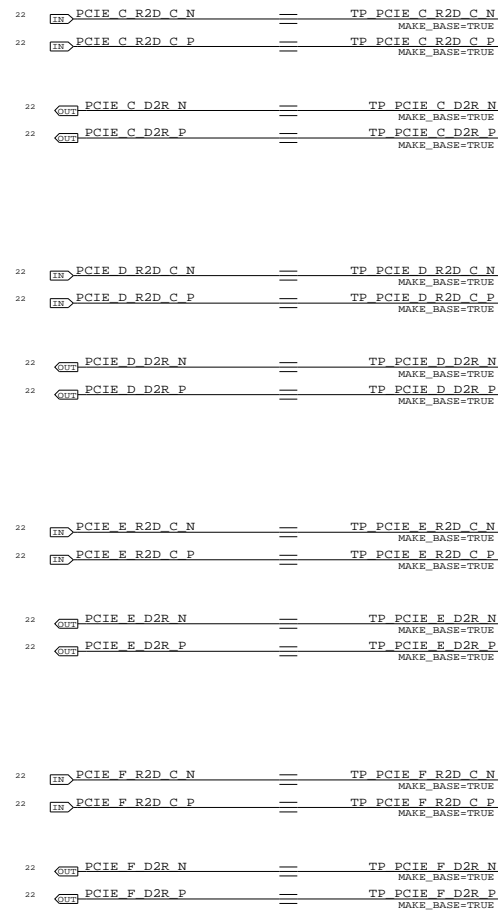 22 IN PCIE_C_R2D_C_N TP_PCIE_C_R2D_C_N
MAKE_BASE=TRUE
22 IN PCIE_C_R2D_C_P TP_PCIE_C_R2D_C_P
MAKE_BASE=TRUE
22 OUT PCIE_C_D2R_N TP_PCIE_C_D2R_N
MAKE_BASE=TRUE
22 OUT PCIE_C_D2R_P TP_PCIE_C_D2R_P
MAKE_BASE=TRUE
22 IN PCIE_D_R2D_C_N TP_PCIE_D_R2D_C_N
MAKE_BASE=TRUE
22 IN PCIE_D_R2D_C_P TP_PCIE_D_R2D_C_P
MAKE_BASE=TRUE
22 OUT PCIE_D_D2R_N TP_PCIE_D_D2R_N
MAKE_BASE=TRUE
22 OUT PCIE_D_D2R_P TP_PCIE_D_D2R_P
MAKE_BASE=TRUE
22 IN PCIE_E_R2D_C_N TP_PCIE_E_R2D_C_N
MAKE_BASE=TRUE
22 IN PCIE_E_R2D_C_P TP_PCIE_E_R2D_C_P
MAKE_BASE=TRUE
22 OUT PCIE_E_D2R_N TP_PCIE_E_D2R_N
MAKE_BASE=TRUE
22 OUT PCIE_E_D2R_P TP_PCIE_E_D2R_P
MAKE_BASE=TRUE
22 IN PCIE_F_R2D_C_N TP_PCIE_F_R2D_C_N
MAKE_BASE=TRUE
22 IN PCIE_F_R2D_C_P TP_PCIE_F_R2D_C_P
MAKE_BASE=TRUE
22 OUT PCIE_F_D2R_N TP_PCIE_F_D2R_N
MAKE_BASE=TRUE
22 OUT PCIE_F_D2R_P TP_PCIE_F_D2R_P
MAKE_BASE=TRUE